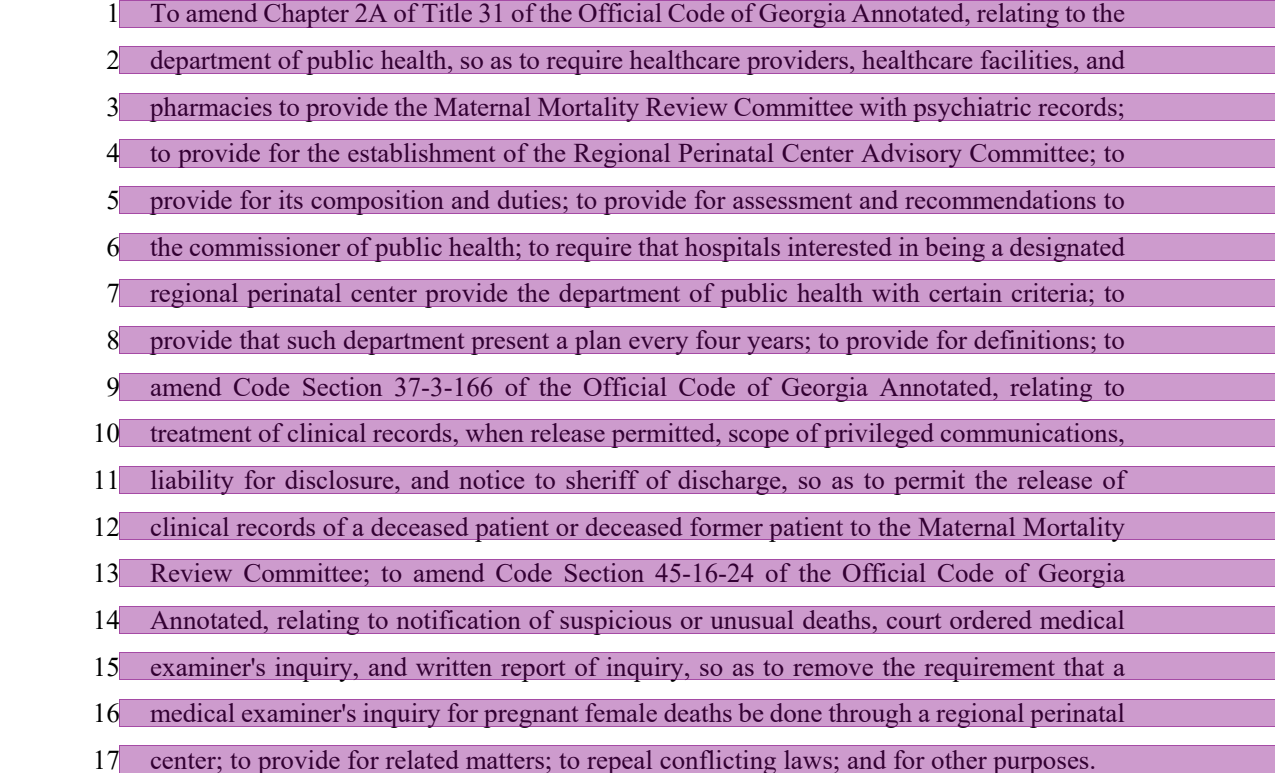 1 To amend Chapter 2A of Title 31 of the Official Code of Georgia Annotated, relating to the
2 department of public health, so as to require healthcare providers, healthcare facilities, and
3 pharmacies to provide the Maternal Mortality Review Committee with psychiatric records;
4 to provide for the establishment of the Regional Perinatal Center Advisory Committee; to
5 provide for its composition and duties; to provide for assessment and recommendations to
6 the commissioner of public health; to require that hospitals interested in being a designated
7 regional perinatal center provide the department of public health with certain criteria; to
8 provide that such department present a plan every four years; to provide for definitions; to
9 amend Code Section 37-3-166 of the Official Code of Georgia Annotated, relating to
10 treatment of clinical records, when release permitted, scope of privileged communications,
11 liability for disclosure, and notice to sheriff of discharge, so as to permit the release of
12 clinical records of a deceased patient or deceased former patient to the Maternal Mortality
13 Review Committee; to amend Code Section 45-16-24 of the Official Code of Georgia
14 Annotated, relating to notification of suspicious or unusual deaths, court ordered medical
15 examiner's inquiry, and written report of inquiry, so as to remove the requirement that a
16 medical examiner's inquiry for pregnant female deaths be done through a regional perinatal
17 center; to provide for related matters; to repeal conflicting laws; and for other purposes.